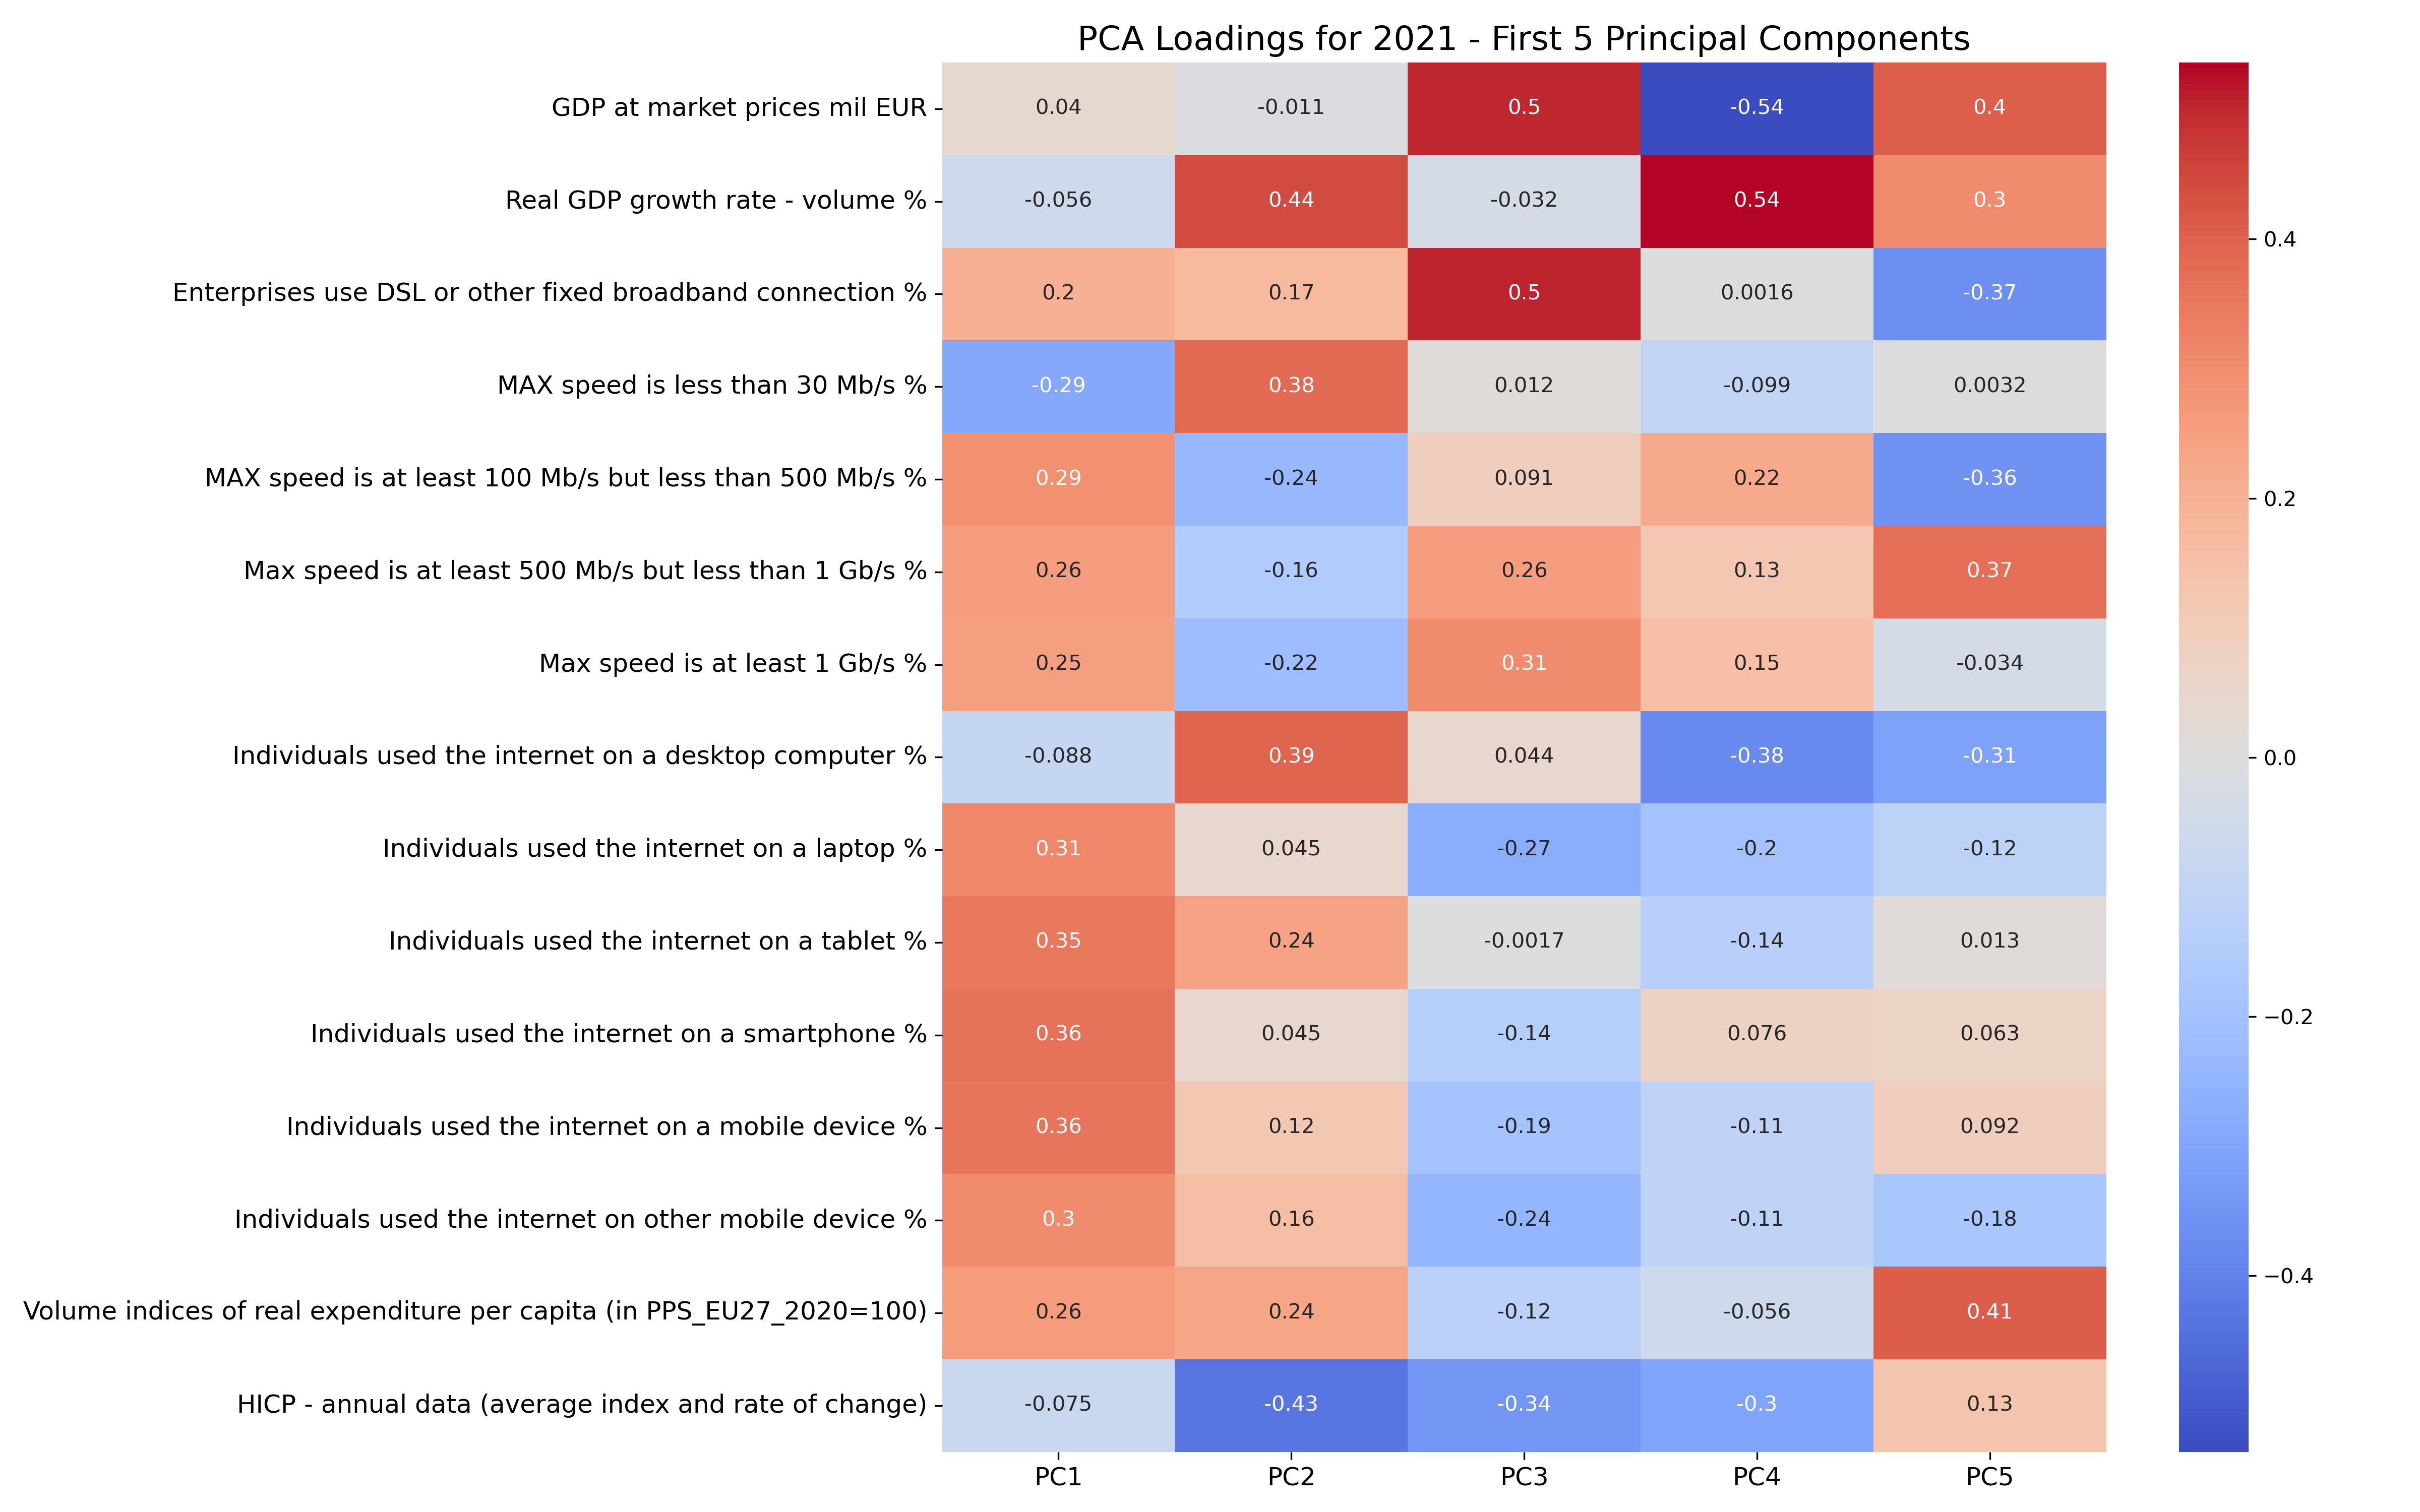 PCA Loadings for 2021 - First 5 Principal Components
GDP at market prices mil EUR 0.04 -0.011 0.5 -0.54 0.4
Real GDP growth rate - volume % -0.056 0.44 -0.032 0.54 0.3
Enterprises use DSL or other fixed broadband connection % 0.2 0.17 0.5 0.0016 -0.37
MAX speed is less than 30 Mb/s % -0.29 0.38 0.012 -0.099 0.0032
MAX speed is at least 100 Mb/s but less than 500 Mb/s % 0.29 -0.24 0.091 0.22 -0.36
Max speed is at least 500 Mb/s but less than 1 Gb/s % 0.26 -0.16 0.26 0.13 0.37
Max speed is at least 1 Gb/s % 0.25 -0.22 0.31 0.15 -0.034
Individuals used the internet on a desktop computer % -0.088 0.39 0.044 -0.38 -0.31
Individuals used the internet on a laptop % 0.31 0.045 -0.27 -0.2 -0.12
Individuals used the internet on a tablet % 0.35 0.24 -0.0017 -0.14 0.013
Individuals used the internet on a smartphone % 0.36 0.045 -0.14 0.076 0.063
Individuals used the internet on a mobile device % 0.36 0.12 -0.19 -0.11 0.092
Individuals used the internet on other mobile device % 0.3 0.16 -0.24 -0.11 -0.18
Volume indices of real expenditure per capita (in PPS_EU27_2020=100) 0.26 0.24 -0.12 -0.056 0.41
HICP - annual data (average index and rate of change) -0.075 -0.43 -0.34 -0.3 0.13
PC1 PC2 PC3 PC4 PC5
0.4
0.2
0.0
−0.2
−0.4